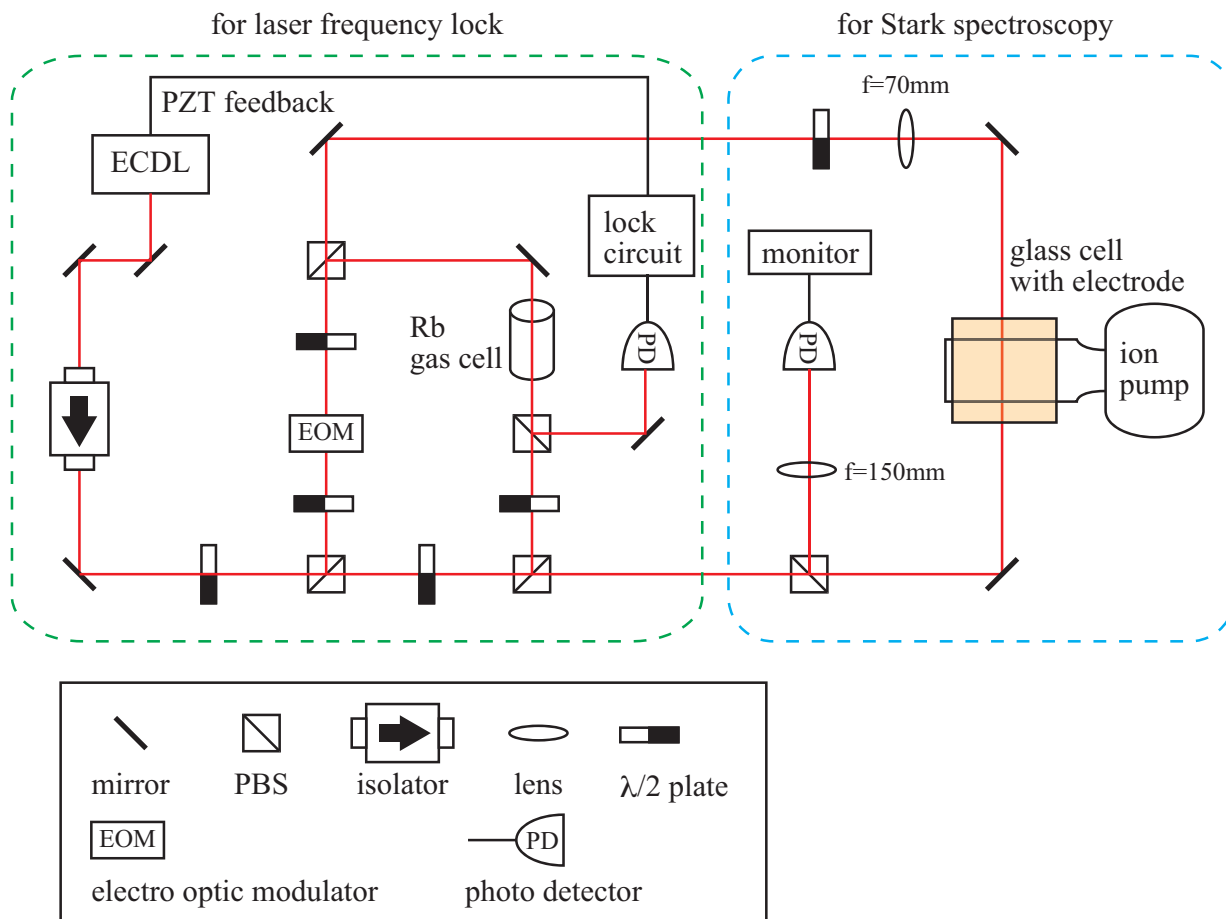 for laser frequency lock
for Stark spectroscopy
PZT feedback
f=70mm
ECDL
lock
circuit
monitor
glass cell
with electrode
Rb
gas cell
PD
PD
ion
pump
EOM
f=150mm
mirror
PBS
isolator
lens
λ/2 plate
EOM
PD
electro optic modulator
photo detector